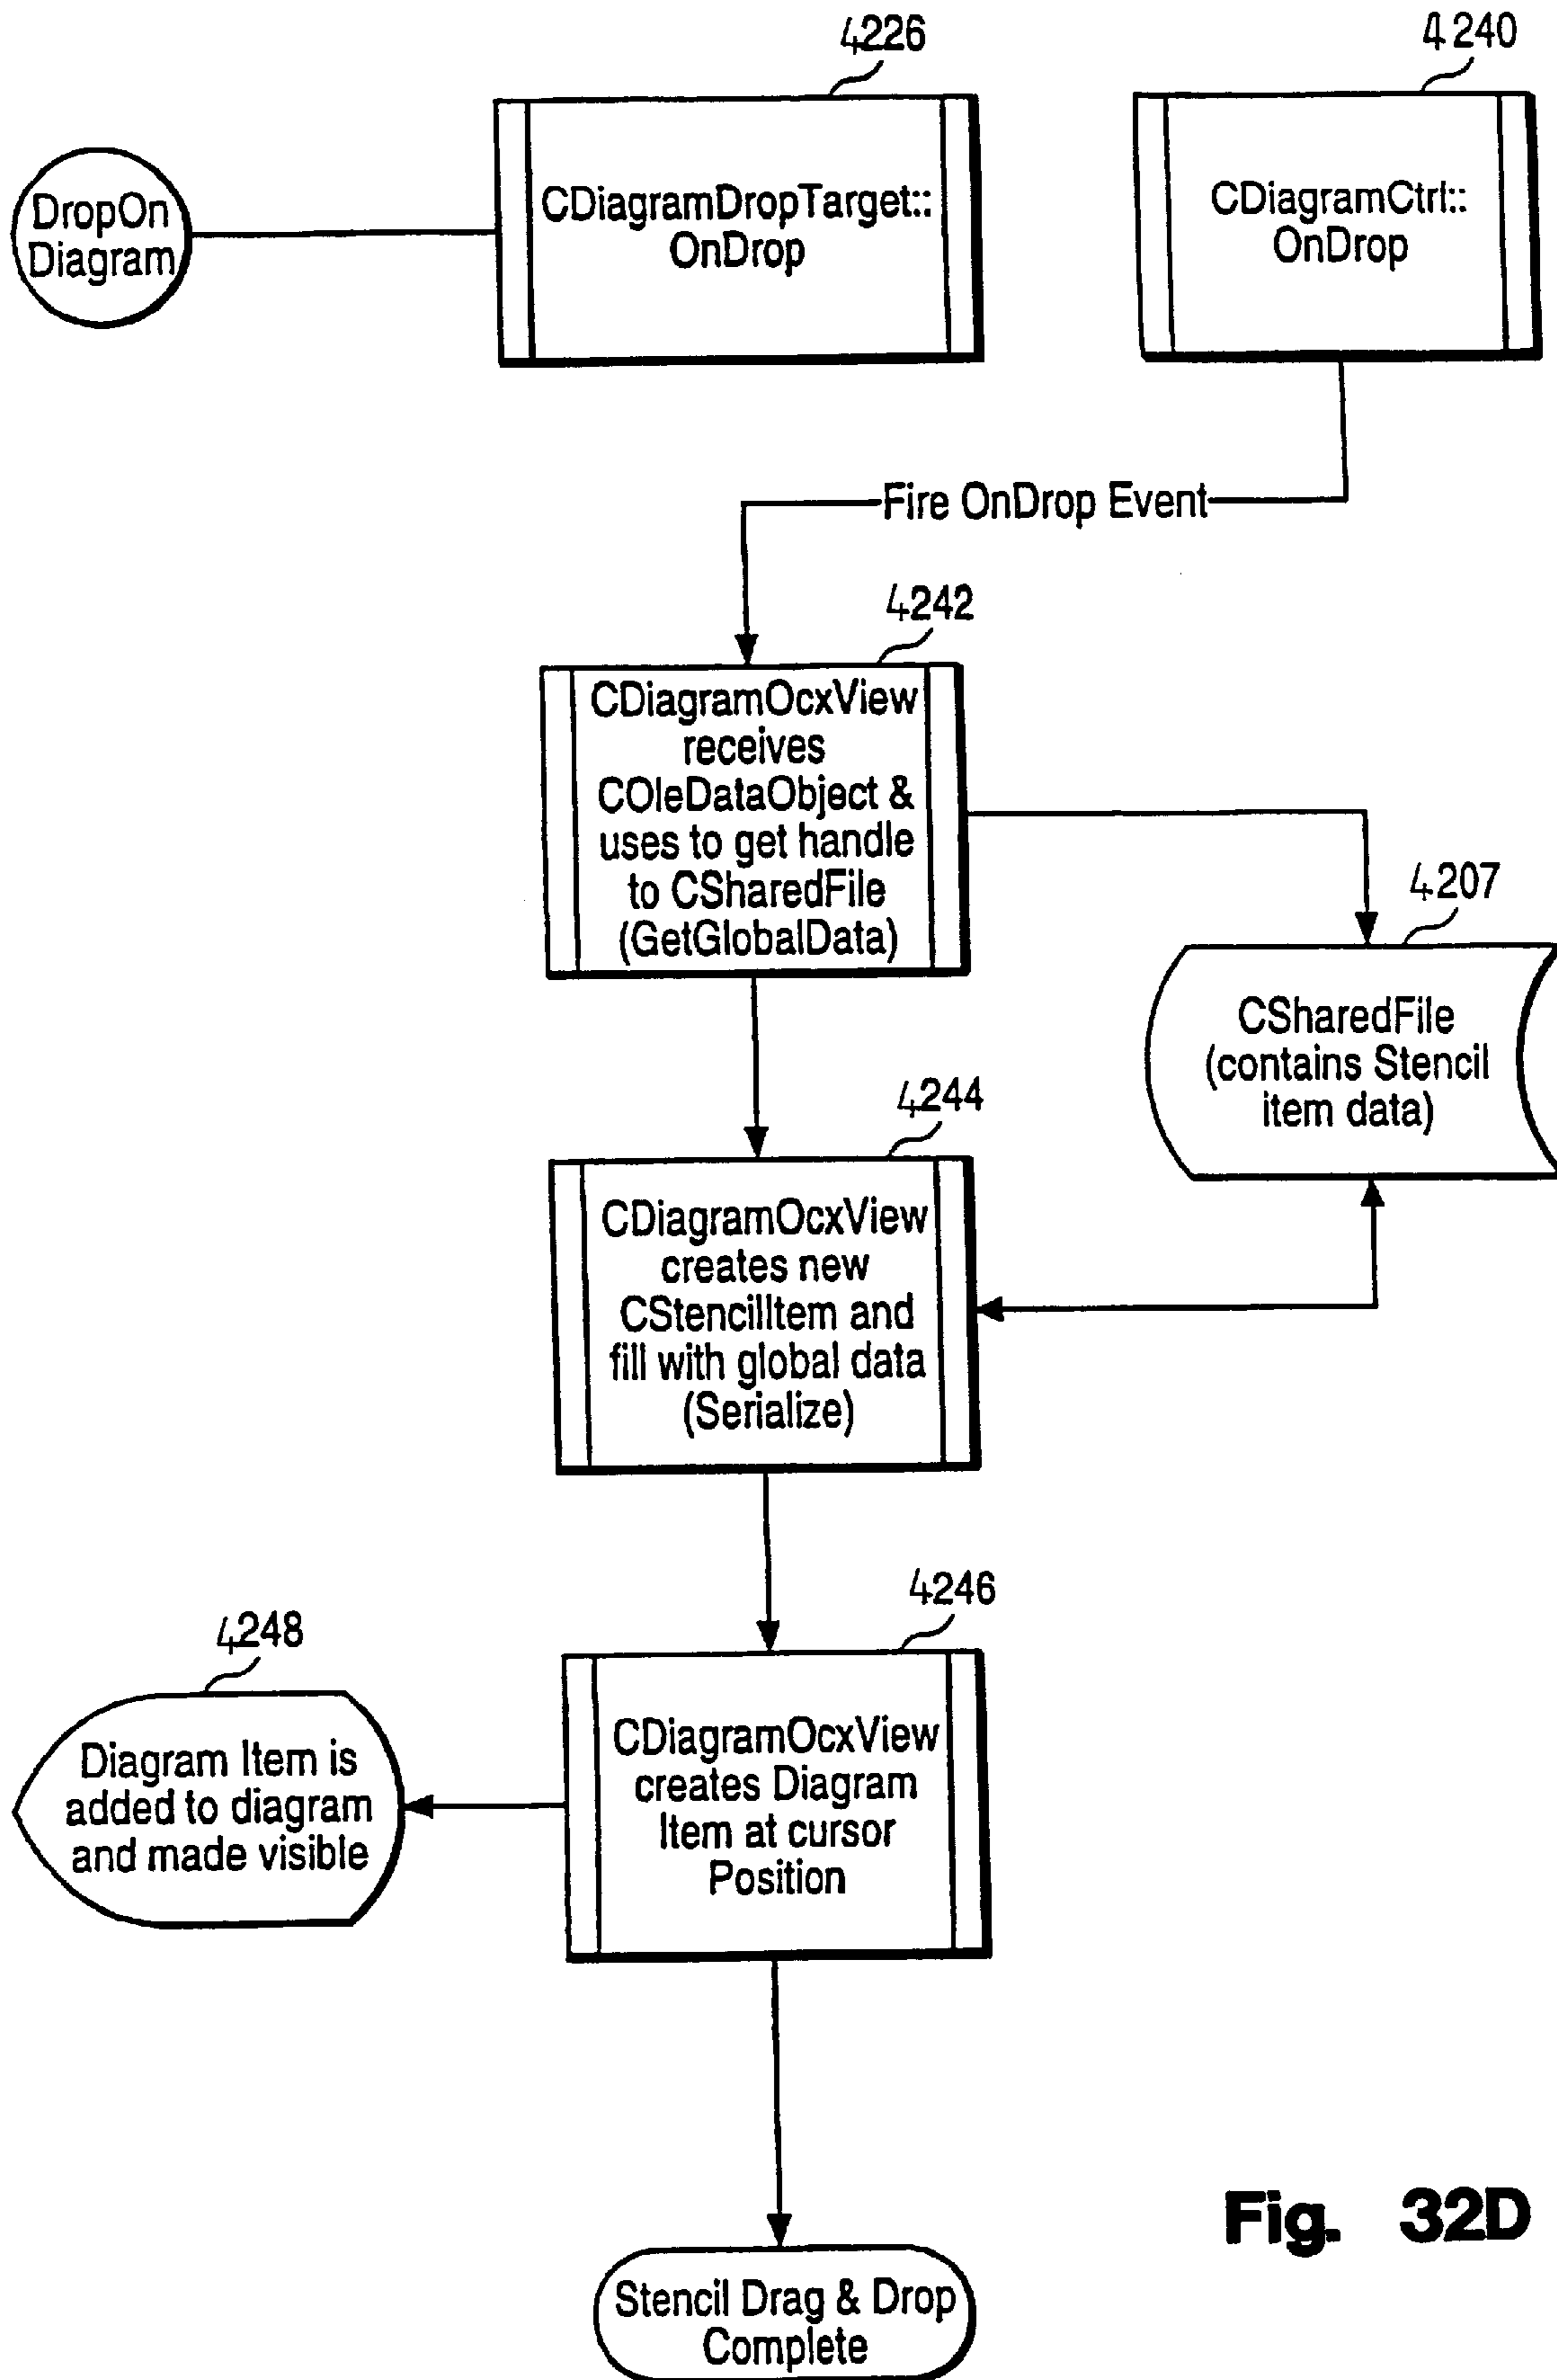 4226
4240
DropOn
Diagram
CDiagramDropTarget::
OnDrop
CDiagramCtrl::
OnDrop
Fire OnDrop Event
4242
CDiagramOcxView
receives
COleDataObject &
uses to get handle
to CSharedFile
(GetGlobalData)
4207
CSharedFile
(contains Stencil
item data)
4244
CDiagramOcxView
creates new
CStencilItem and
fill with global data
(Serialize)
4246
CDiagramOcxView
creates Diagram
Item at cursor
Position
4248
Diagram Item is
added to diagram
and made visible
Fig. 32D
Stencil Drag & Drop
Complete